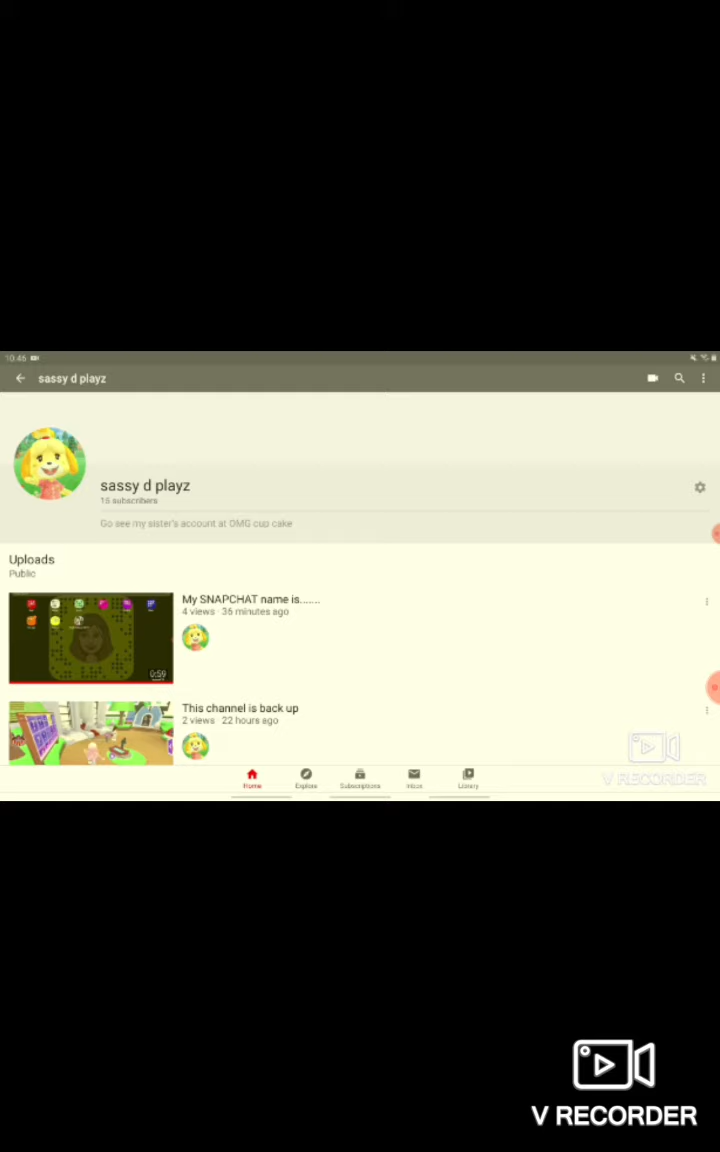 10:46
sassy d playz
sassy d playz
15 subscribers
Go see my sister's account at OMG cup cake
Uploads
Public
My SNAPCHAT name is.......
4 views · 36 minutes ago
0:59
This channel is back up
2 views · 22 hours ago
V RECORDER
Home
Explore
Subscriptions
Inbox
Library
V RECORDER